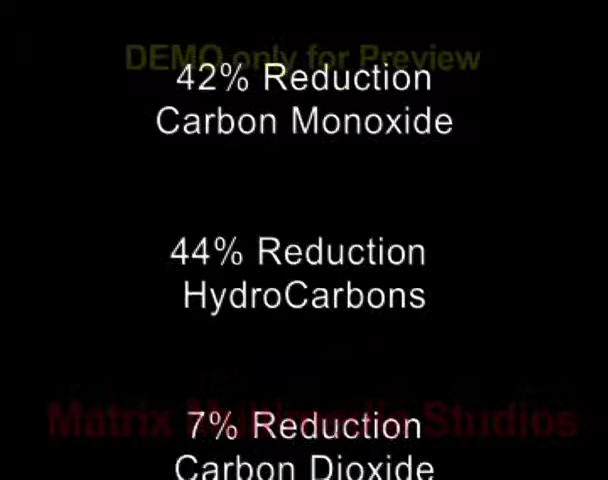 DEMO only for Preview
42% Reduction
Carbon Monoxide
44% Reduction
HydroCarbons
Matrix Multimedia Studios
7% Reduction
Carbon Dioxide